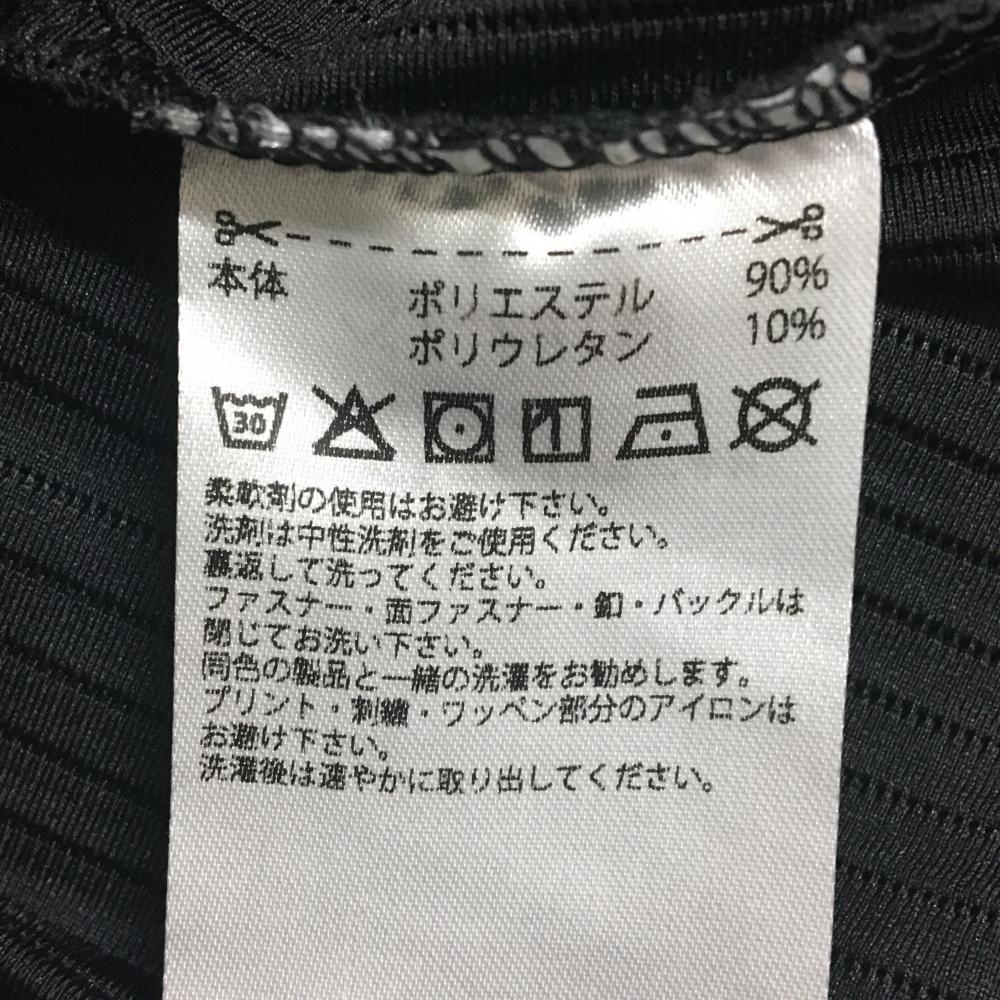 本体 ポリエステル 90%
ポリウレタン 10%
30
柔軟剤の使用はお避け下さい。
洗剤は中性洗剤をご使用ください。
裏返して洗ってください。
ファスナー・面ファスナー・釦・バックルは
閉じてお洗い下さい。
同色の製品と一緒の洗濯をお勧めします。
プリント・刺繍・ワッペン部分のアイロンは
お避け下さい。
洗濯後は速やかに取り出してください。